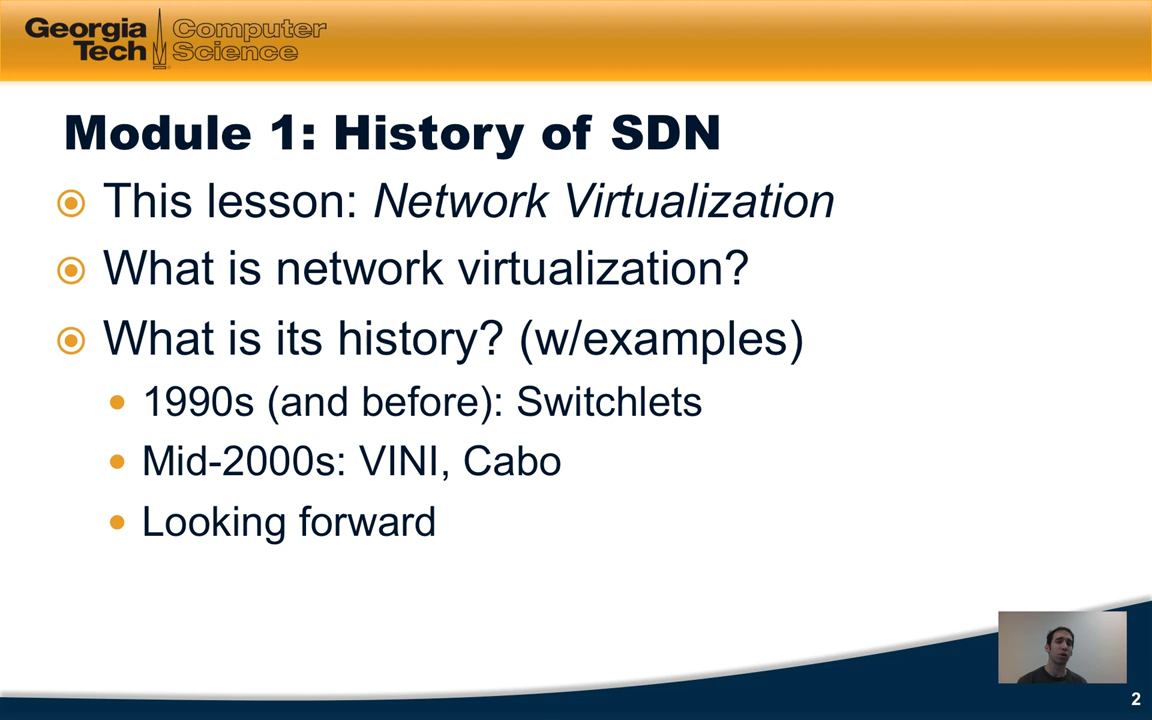 Georgia Tech
Computer Science
Module 1: History of SDN
This lesson: Network Virtualization
What is network virtualization?
What is its history? (w/examples)
1990s (and before): Switchlets
Mid-2000s: VINI, Cabo
Looking forward
2